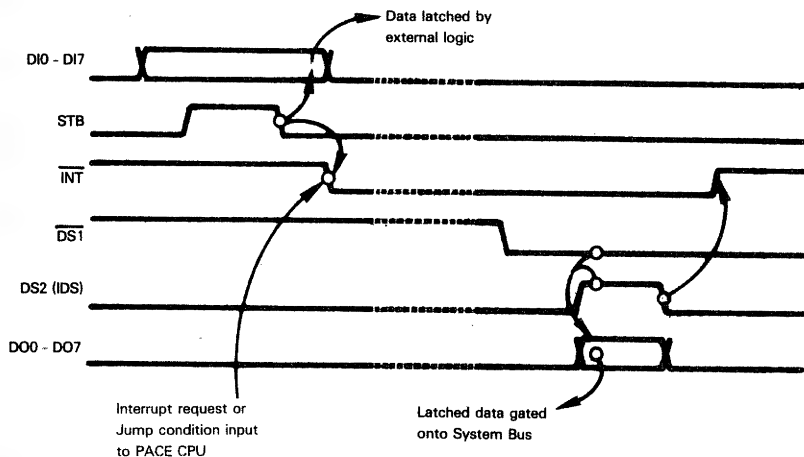 Data latched by
external logic
DI0 - DI7
STB
INT
DS1
DS2 (IDS)
DO0 - DO7
Interrupt request or
Jump condition input
to PACE CPU
Latched data gated
onto System Bus